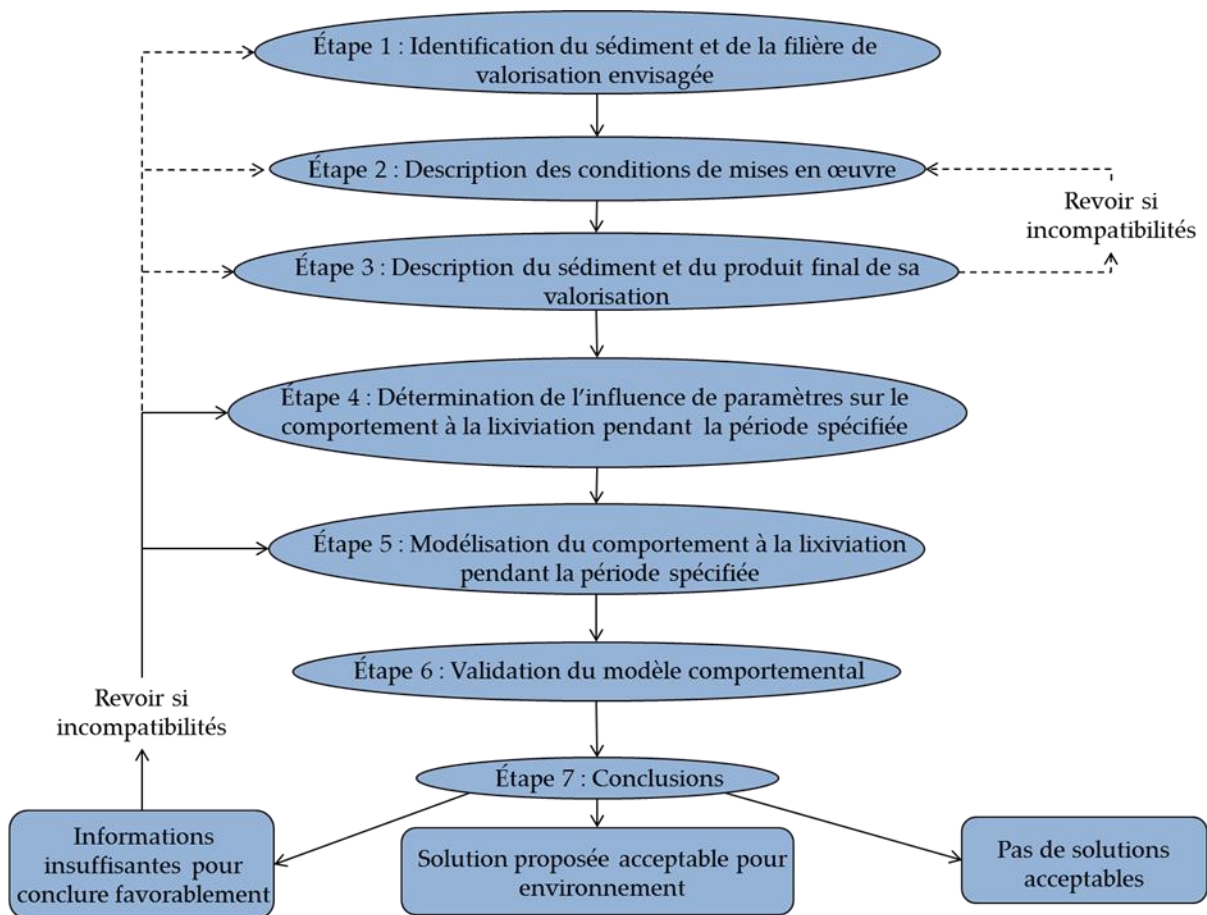 Étape 1 : Identification du sédiment et de la filière de
valorisation envisagée
Étape 2 : Description des conditions de mises en œuvre
Revoir si
incompatibilités
Étape 3 : Description du sédiment et du produit final de sa
valorisation
Étape 4 : Détermination de l’influence de paramètres sur le
comportement à la lixiviation pendant la période spécifiée
Étape 5 : Modélisation du comportement à la lixiviation
pendant la période spécifiée
Étape 6 : Validation du modèle comportemental
Revoir si
incompatibilités
Étape 7 : Conclusions
Informations
insuffisantes pour
conclure favorablement
Solution proposée acceptable pour
environnement
Pas de solutions
acceptables